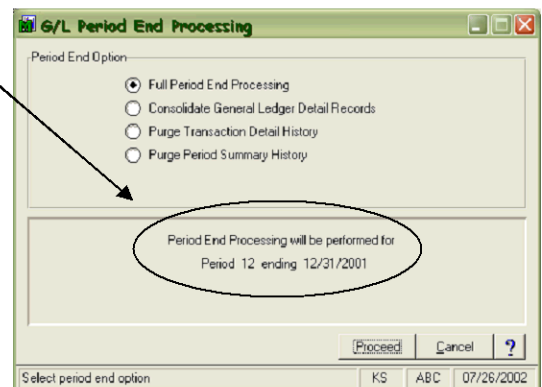 G/L Period End Processing
Period End Option
Full Period End Processing
Consolidate General Ledger Detail Records
Purge Transaction Detail History
Purge Period Summary History
Period End Processing will be performed for
Period 12 ending 12/31/2001
Proceed Cancel ?
Select period end option KS ABC 07/26/2002